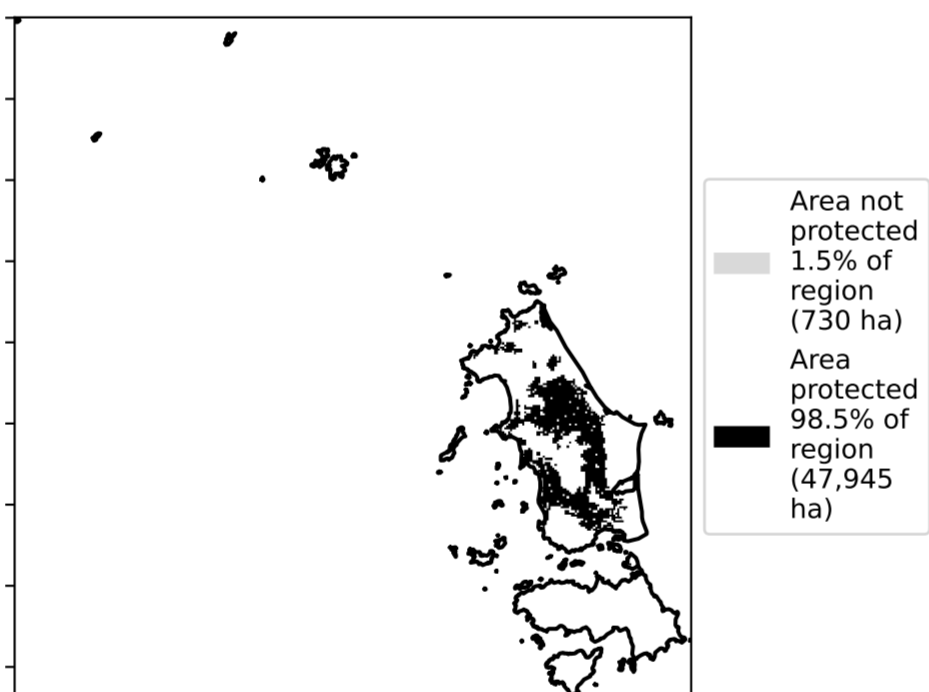 Area not
protected
1.5% of
region
(730 ha)
Area
protected
98.5% of
region
(47,945
ha)